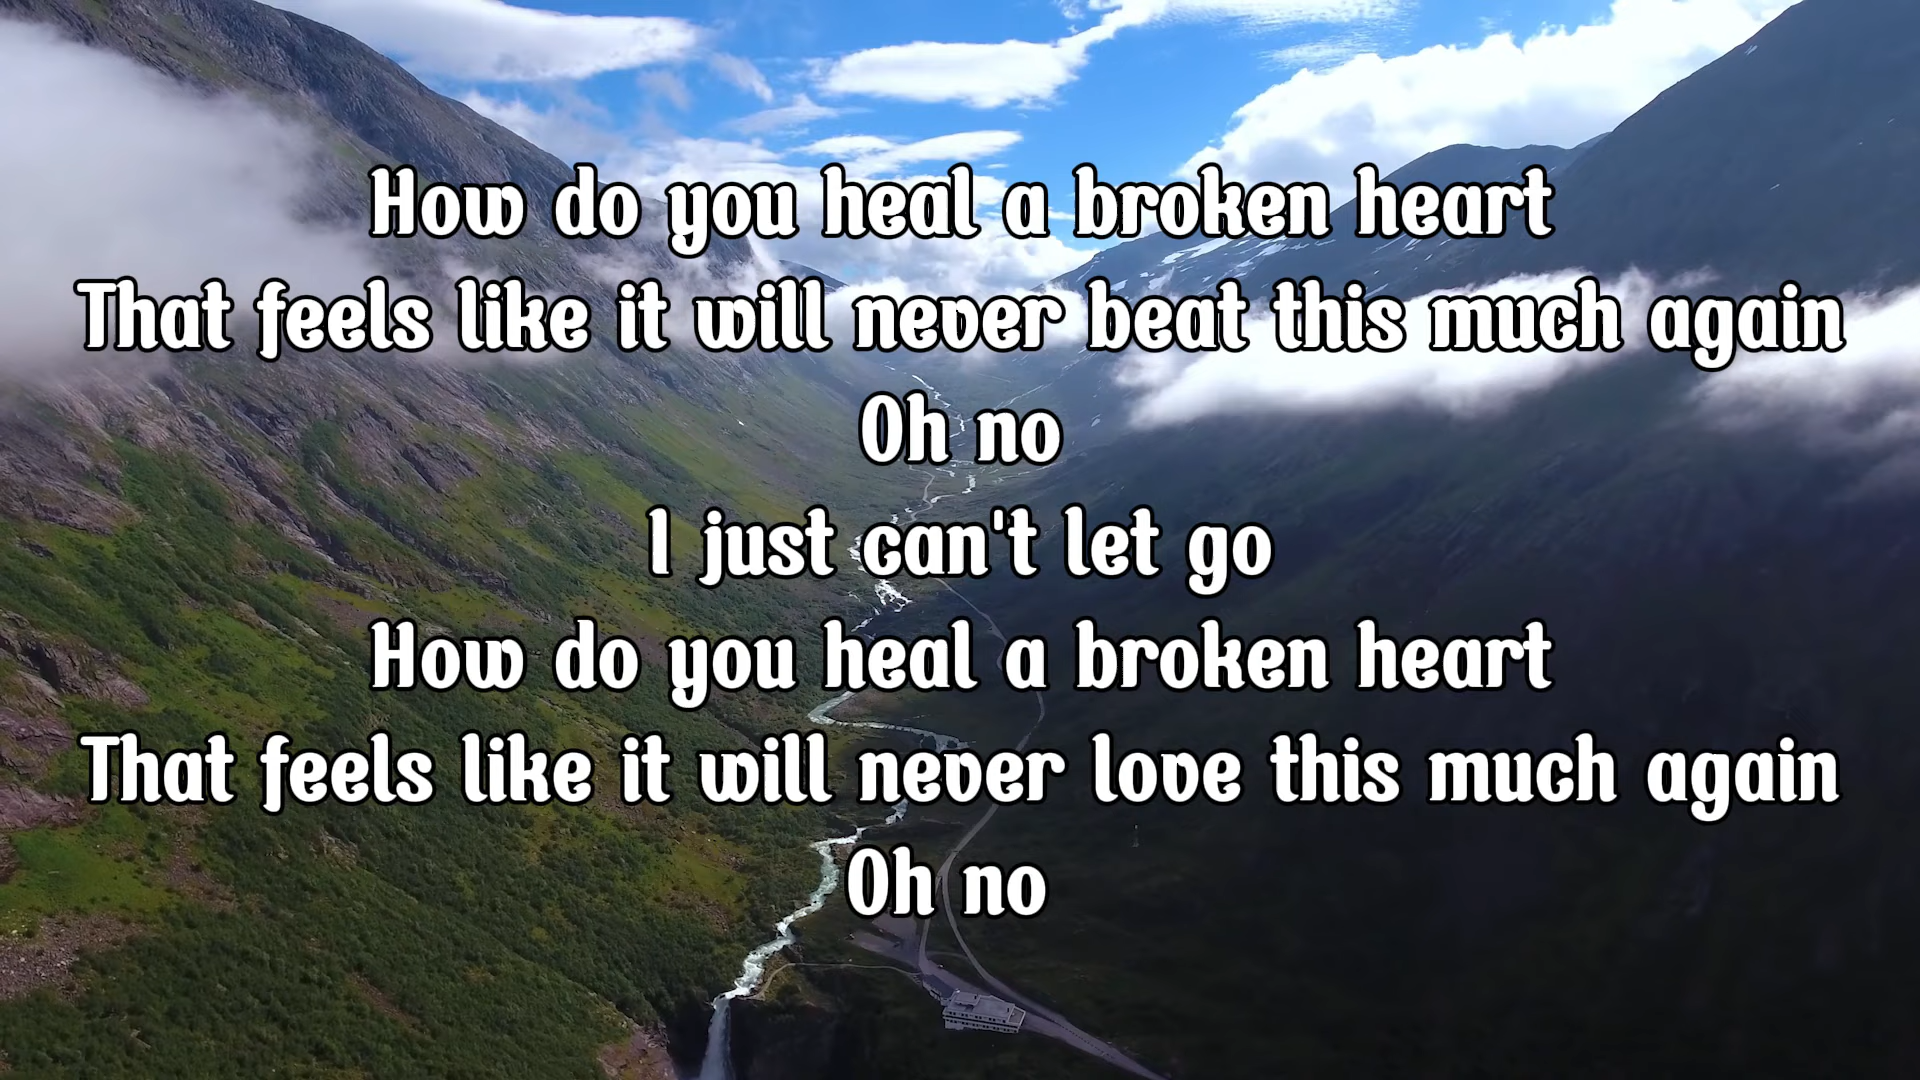 How do you heal a broken heart
That feels like it will never beat this much again
Oh no
I just can't let go
How do you heal a broken heart
That feels like it will never love this much again
Oh no